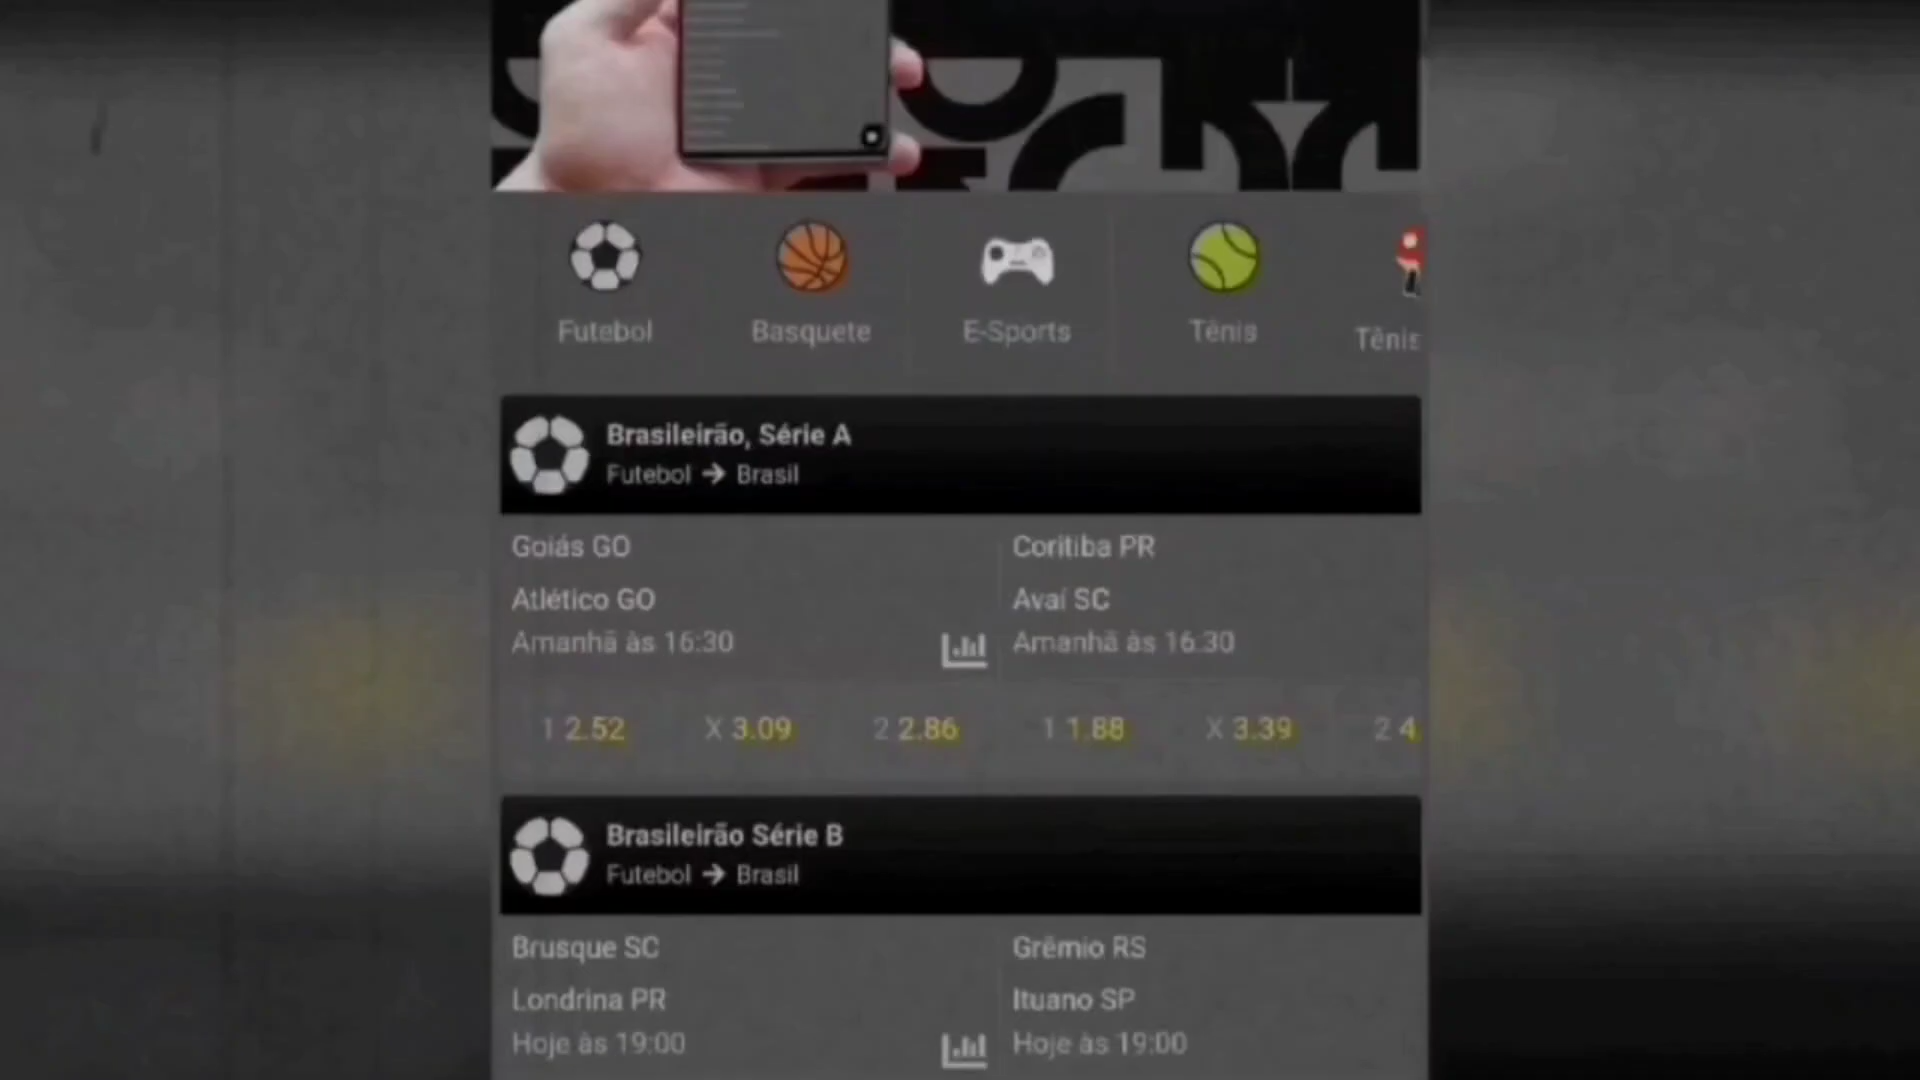 Futebol
Basquete
E-Sports
Tênis
Tênis
Brasileirão, Série A
Futebol → Brasil
Goiás GO
Atlético GO
Amanhã às 16:30
Coritiba PR
Avaí SC
Amanhã às 16:30
1 2.52 X 3.09 2 2.86
1 1.88 X 3.39 2 4.
Brasileirão Série B
Futebol → Brasil
Brusque SC
Londrina PR
Hoje às 19:00
Grêmio RS
Ituano SP
Hoje às 19:00